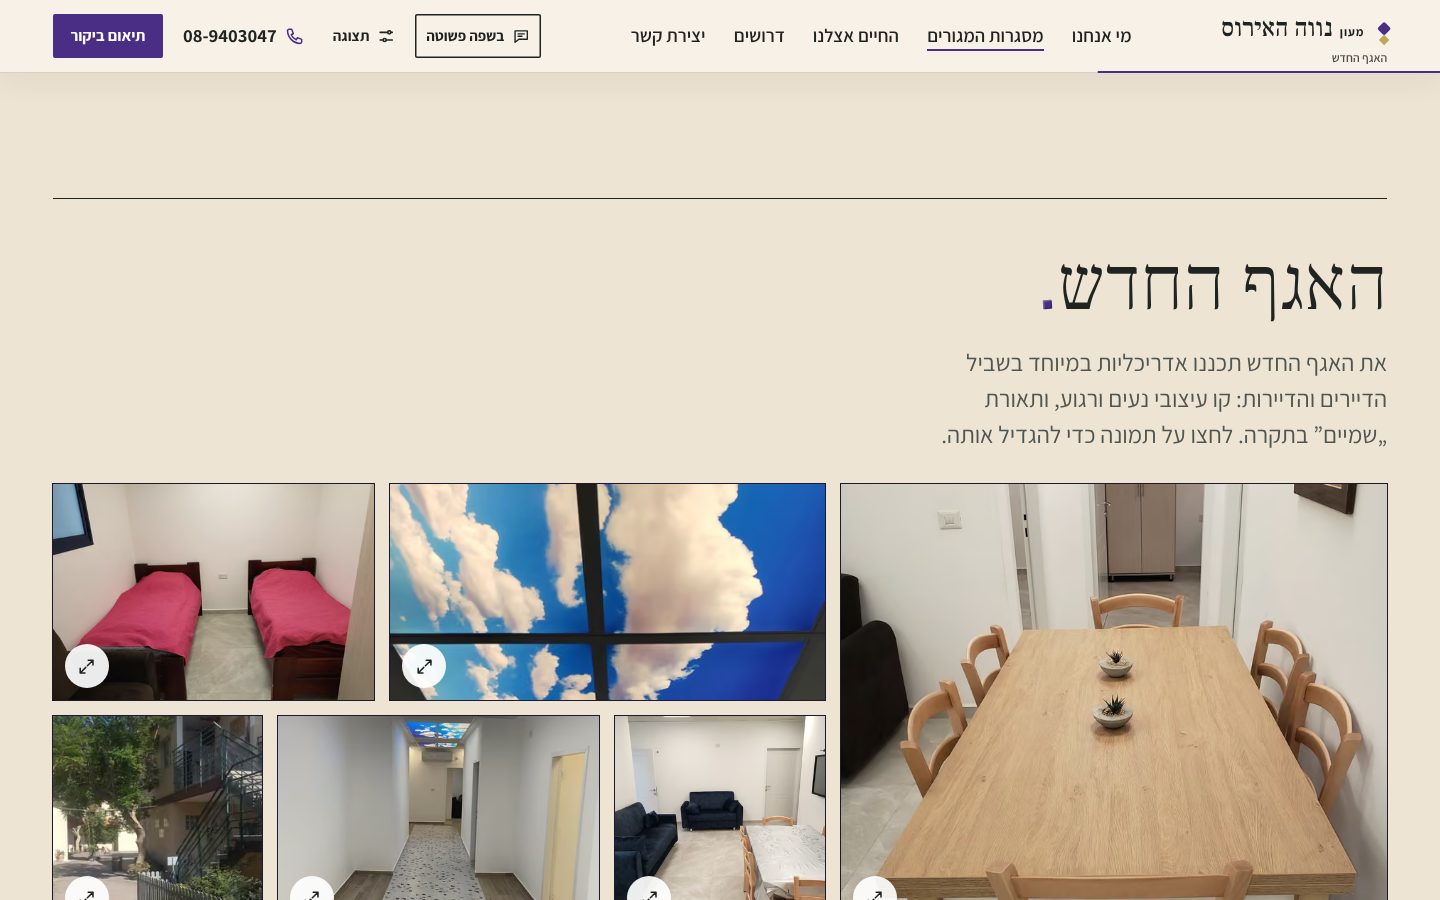 מעון נווה האירוס
האגף החדש
מי אנחנו
מסגרות המגורים
החיים אצלנו
דרושים
יצירת קשר
בשפה פשוטה
תצוגה
08-9403047
תיאום ביקור
האגף החדש.
את האגף החדש תכננו אדריכליות במיוחד בשביל
הדיירים והדיירות: קו עיצובי נעים ורגוע, ותאורת
„שמיים” בתקרה. לחצו על תמונה כדי להגדיל אותה.